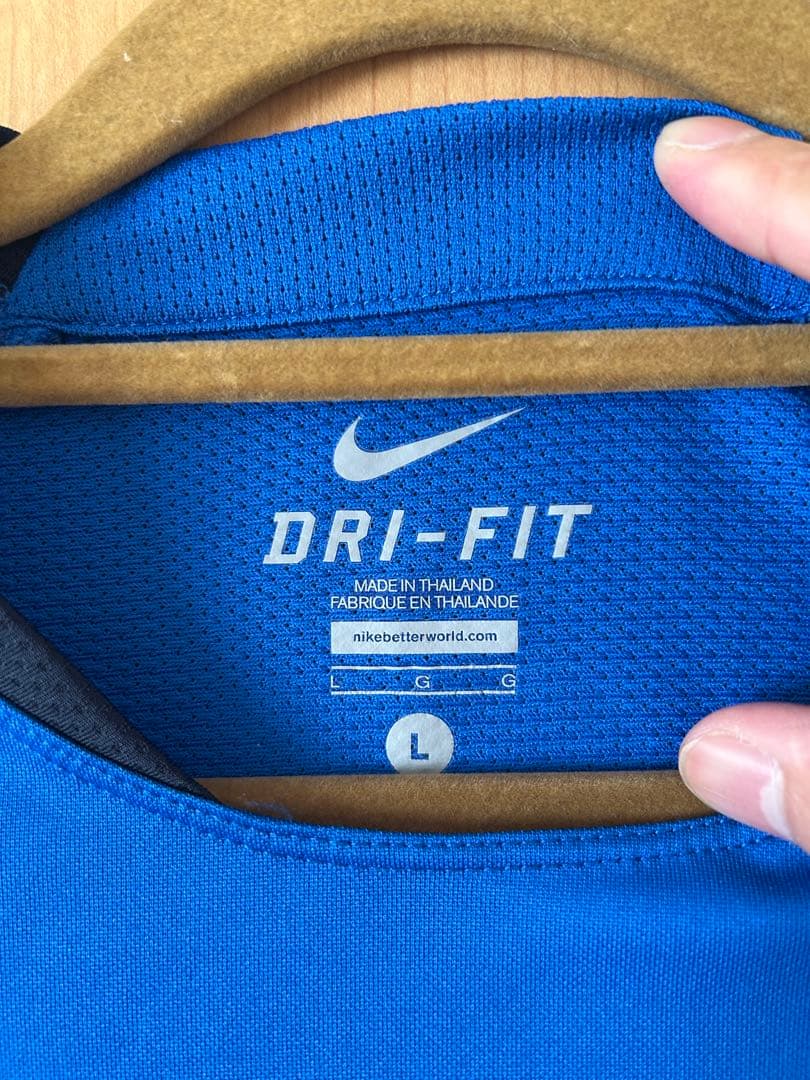 DRI-FIT
MADE IN THAILAND
FABRIQUE EN THAILANDE
nikebetterworld.com
L G G
L